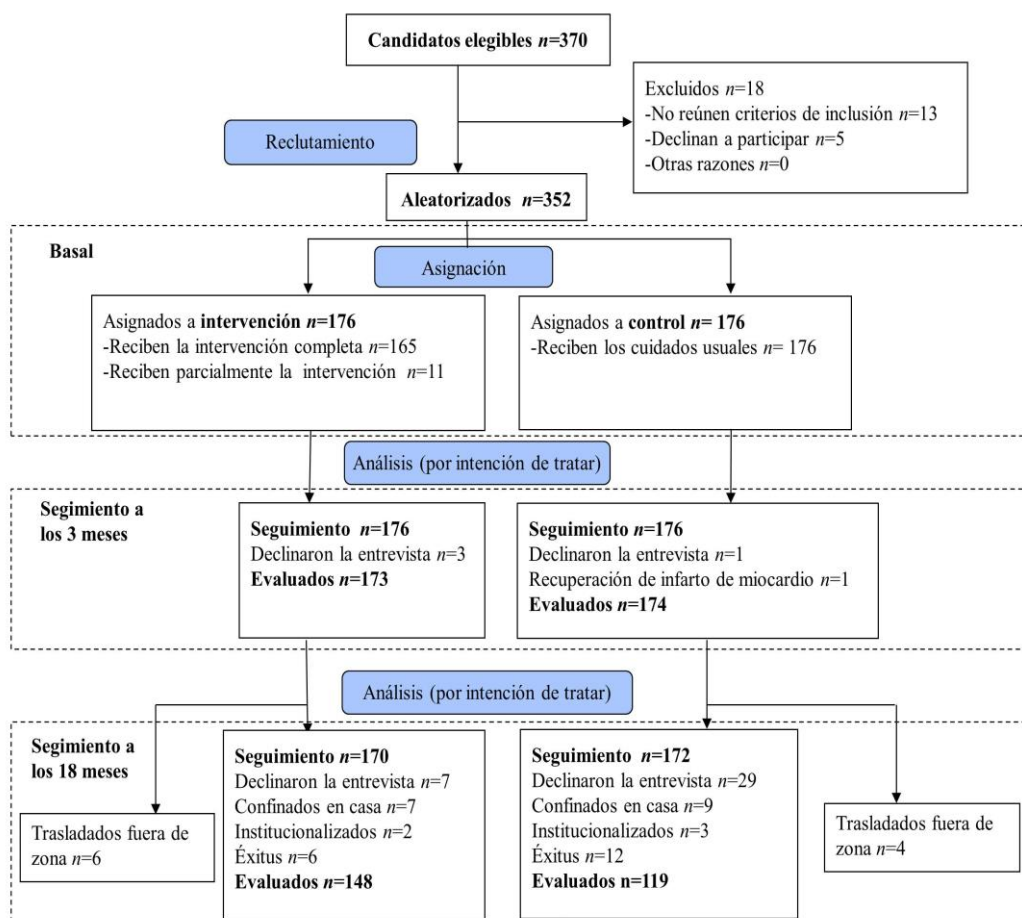 Candidatos elegibles n=370
Excluidos n=18
-No reúnen criterios de inclusión n=13
-Declinan a participar n=5
-Otras razones n=0
Reclutamiento
Aleatorizados n=352
Basal
Asignación
Asignados a intervención n=176
-Reciben la intervención completa n=165
-Reciben parcialmente la intervención n=11
Asignados a control n= 176
-Reciben los cuidados usuales n= 176
Análisis (por intención de tratar)
Segimiento a
los 3 meses
Seguimiento n=176
Declinaron la entrevista n=3
Evaluados n=173
Seguimiento n=176
Declinaron la entrevista n=1
Recuperación de infarto de miocardio n=1
Evaluados n=174
Análisis (por intención de tratar)
Segimiento a
los 18 meses
Trasladados fuera de
zona n=6
Seguimiento n=170
Declinaron la entrevista n=7
Confinados en casa n=7
Institucionalizados n=2
Éxitus n=6
Evaluados n=148
Seguimiento n=172
Declinaron la entrevista n=29
Confinados en casa n=9
Institucionalizados n=3
Éxitus n=12
Evaluados n=119
Trasladados fuera de
zona n=4